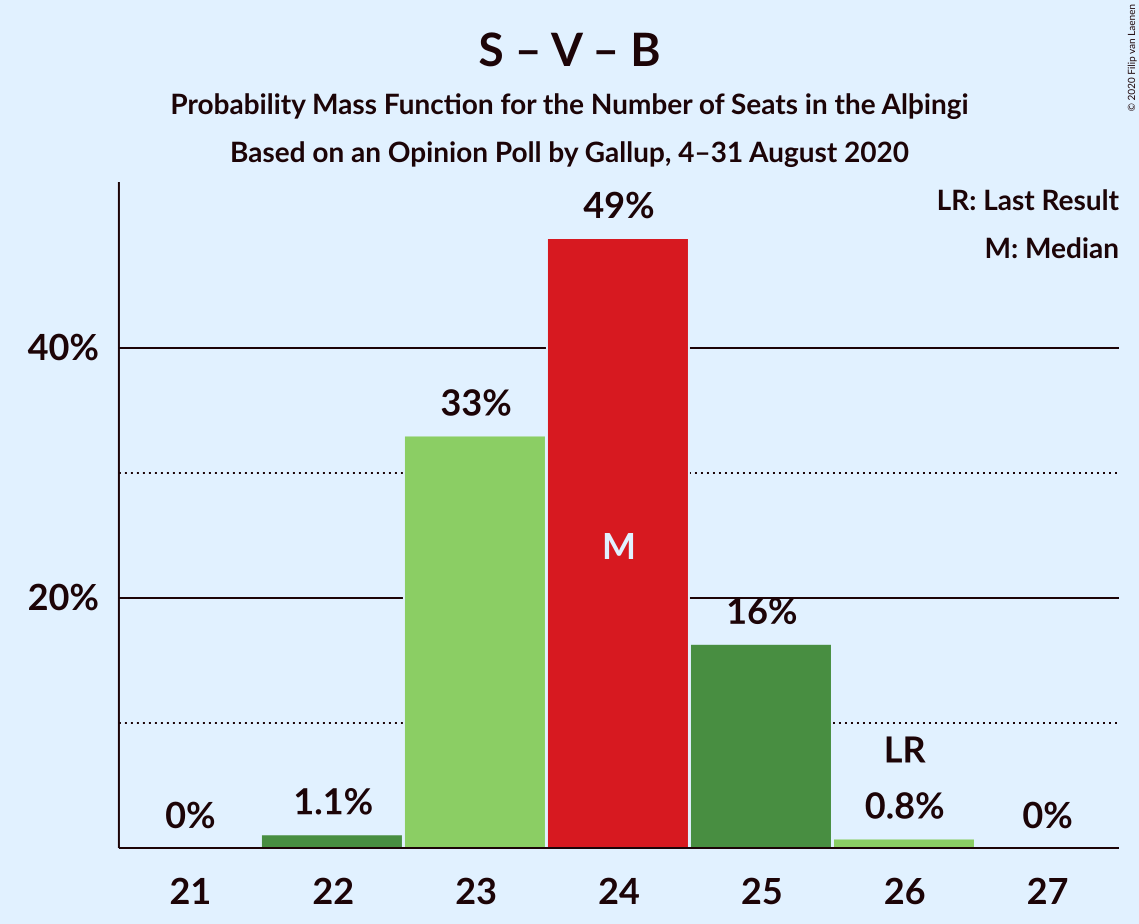 S – V – B
Probability Mass Function for the Number of Seats in the Alþingi
Based on an Opinion Poll by Gallup, 4–31 August 2020
© 2020 Filip van Laenen
LR: Last Result
M: Median
49%
40%
33%
M
20%
16%
LR
0%
1.1%
0.8%
0%
21
22
23
24
25
26
27